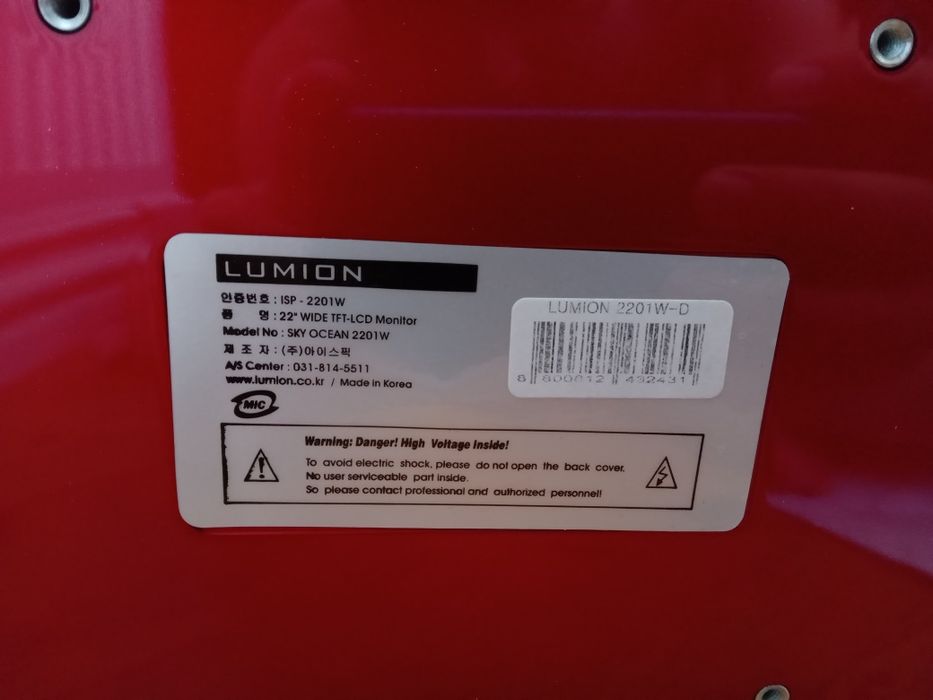 LUMION
인증번호 : ISP - 2201W
품 명 : 22" WIDE TFT-LCD Monitor
Model No : SKY OCEAN 2201W
제 조 자 : (주)아이스픽
A/S Center : 031-814-5511
www.lumion.co.kr / Made in Korea
MIC
LUMION 2201W-D
8 800012 432431
Warning: Danger! High Voltage Inside!
To avoid electric shock, please do not open the back cover.
No user serviceable part inside.
So please contact professional and authorized personnel!